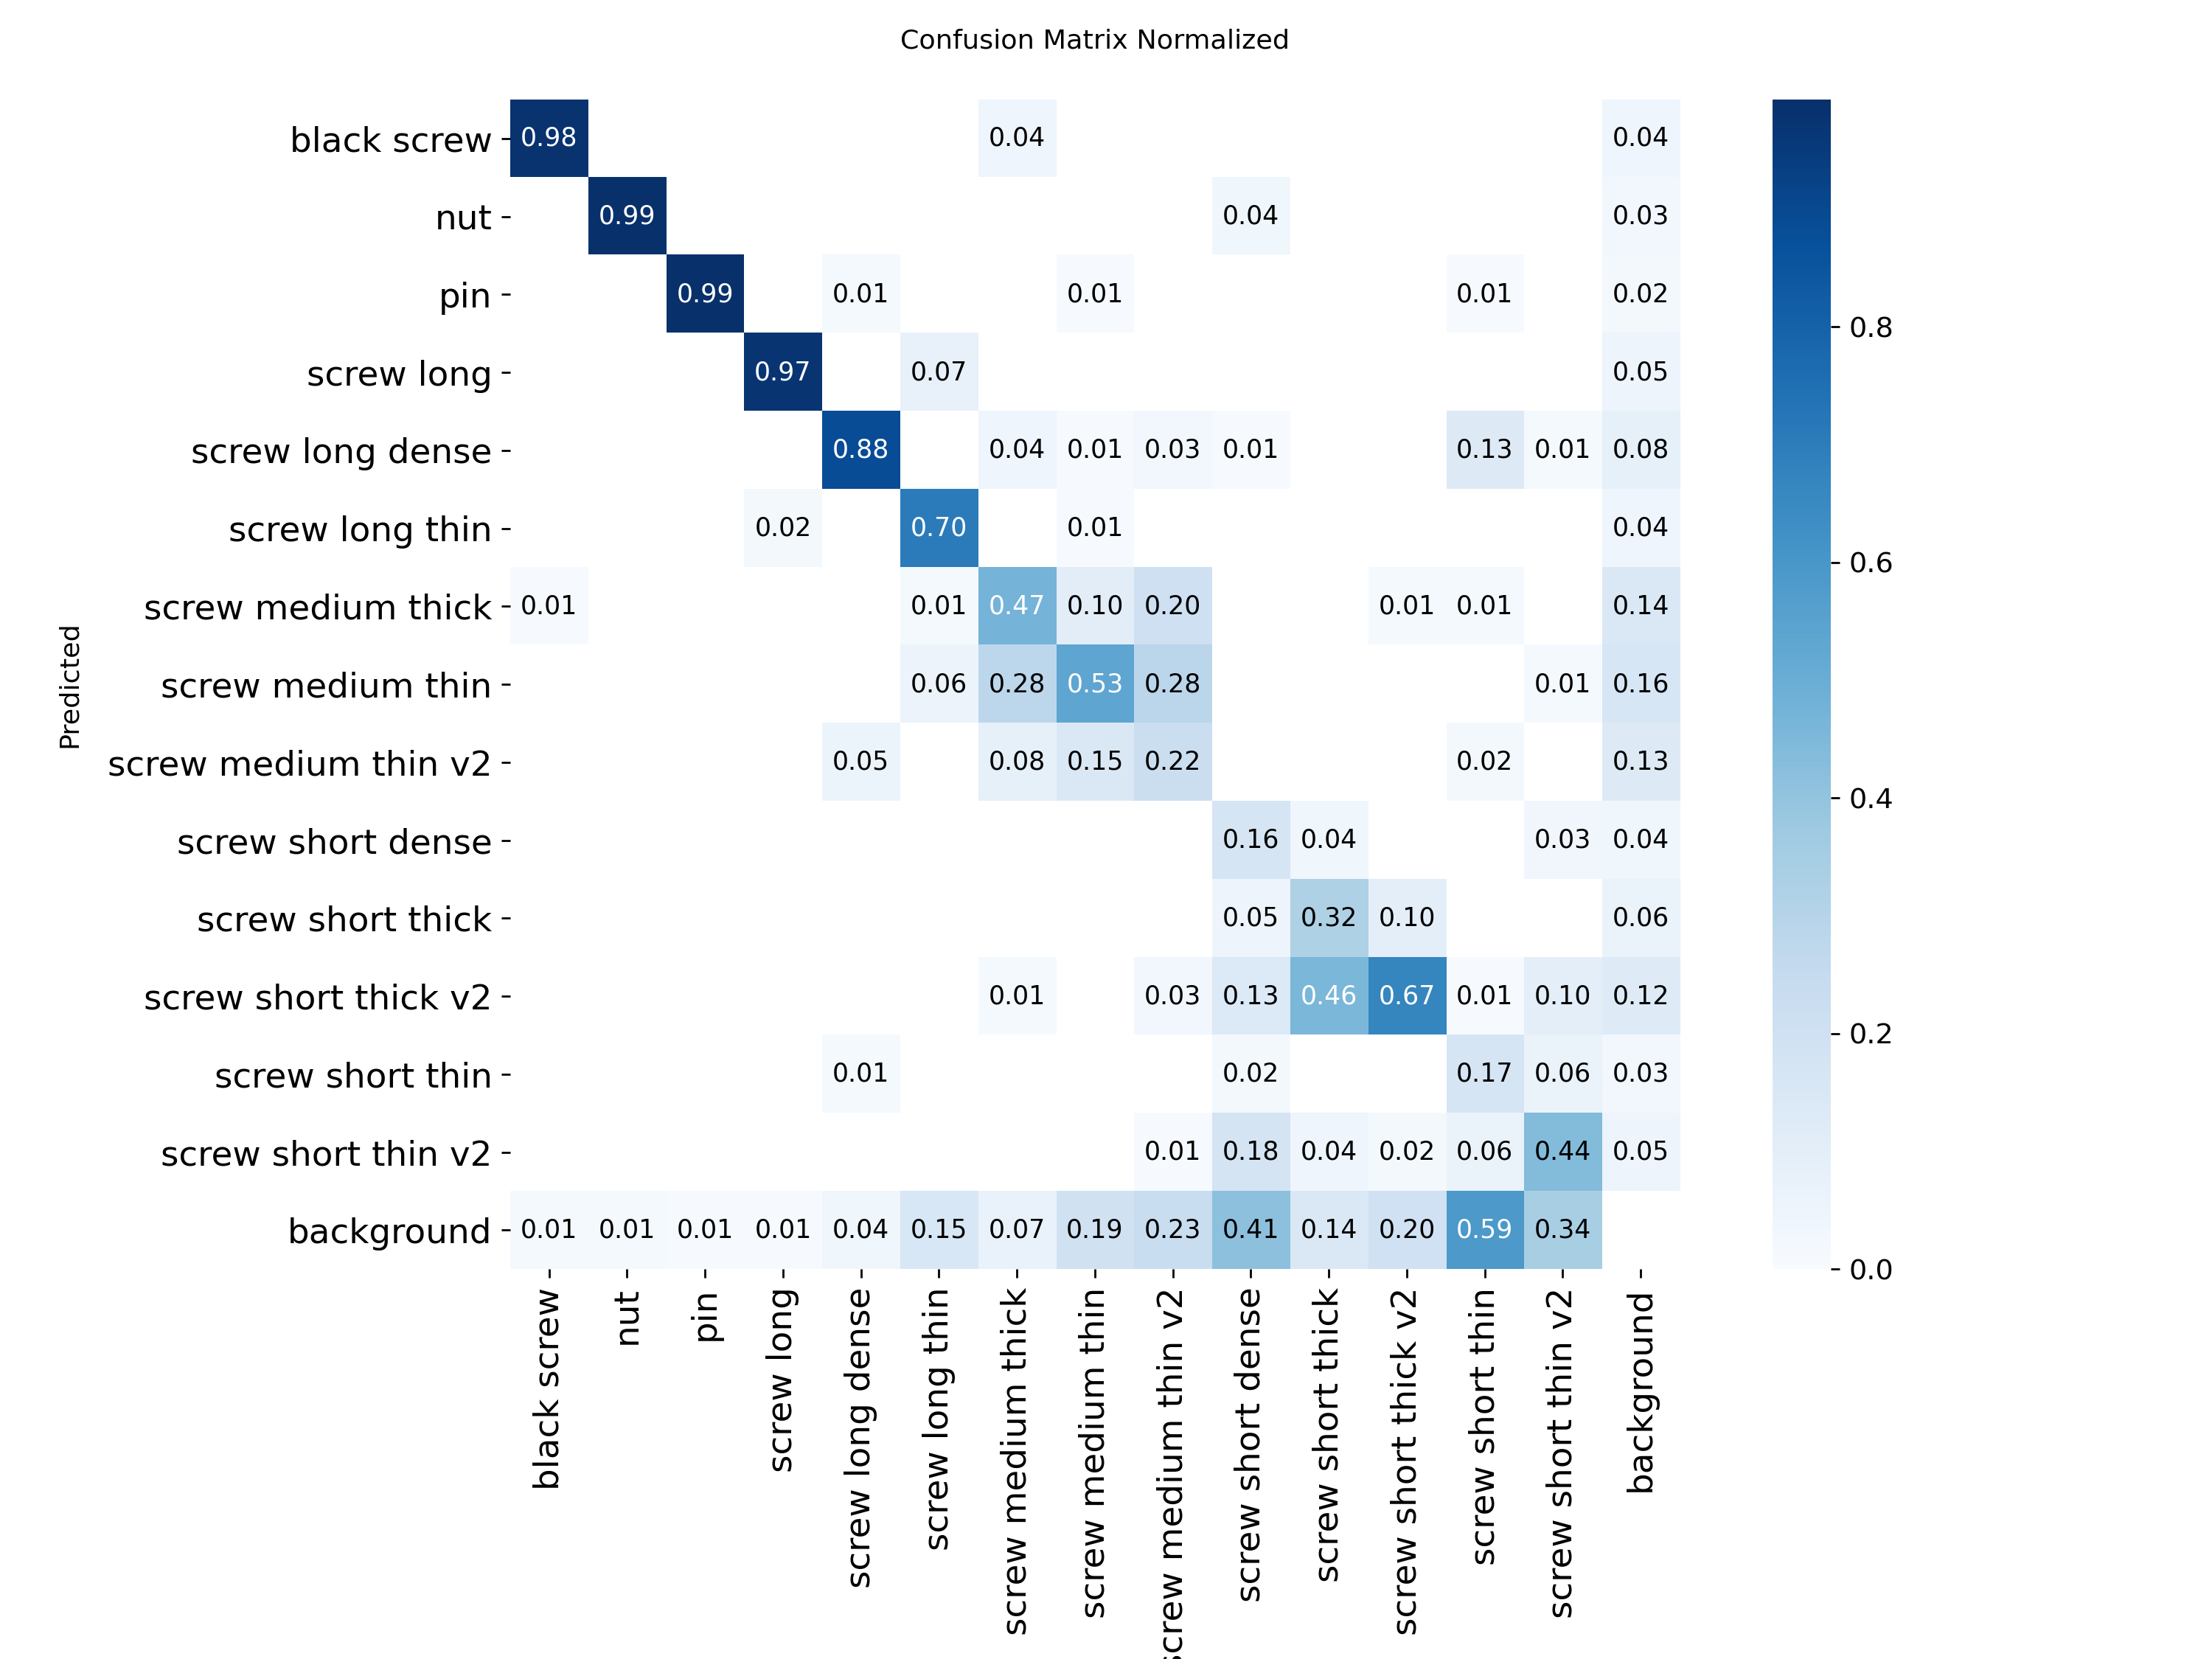 Confusion Matrix Normalized
black screw 0.98 0.04 0.04
nut 0.99 0.04 0.03
pin 0.99 0.01 0.01 0.01 0.02
screw long 0.97 0.07 0.05
screw long dense 0.88 0.04 0.01 0.03 0.01 0.13 0.01 0.08
screw long thin 0.02 0.70 0.01 0.04
screw medium thick 0.01 0.01 0.47 0.10 0.20 0.01 0.01 0.14
screw medium thin 0.06 0.28 0.53 0.28 0.01 0.16
screw medium thin v2 0.05 0.08 0.15 0.22 0.02 0.13
screw short dense 0.16 0.04 0.03 0.04
screw short thick 0.05 0.32 0.10 0.06
screw short thick v2 0.01 0.03 0.13 0.46 0.67 0.01 0.10 0.12
screw short thin 0.01 0.02 0.17 0.06 0.03
screw short thin v2 0.01 0.18 0.04 0.02 0.06 0.44 0.05
background 0.01 0.01 0.01 0.01 0.04 0.15 0.07 0.19 0.23 0.41 0.14 0.20 0.59 0.34
Predicted
black screw
nut
pin
screw long
screw long dense
screw long thin
screw medium thick
screw medium thin
screw medium thin v2
screw short dense
screw short thick
screw short thick v2
screw short thin
screw short thin v2
background
0.8
0.6
0.4
0.2
0.0